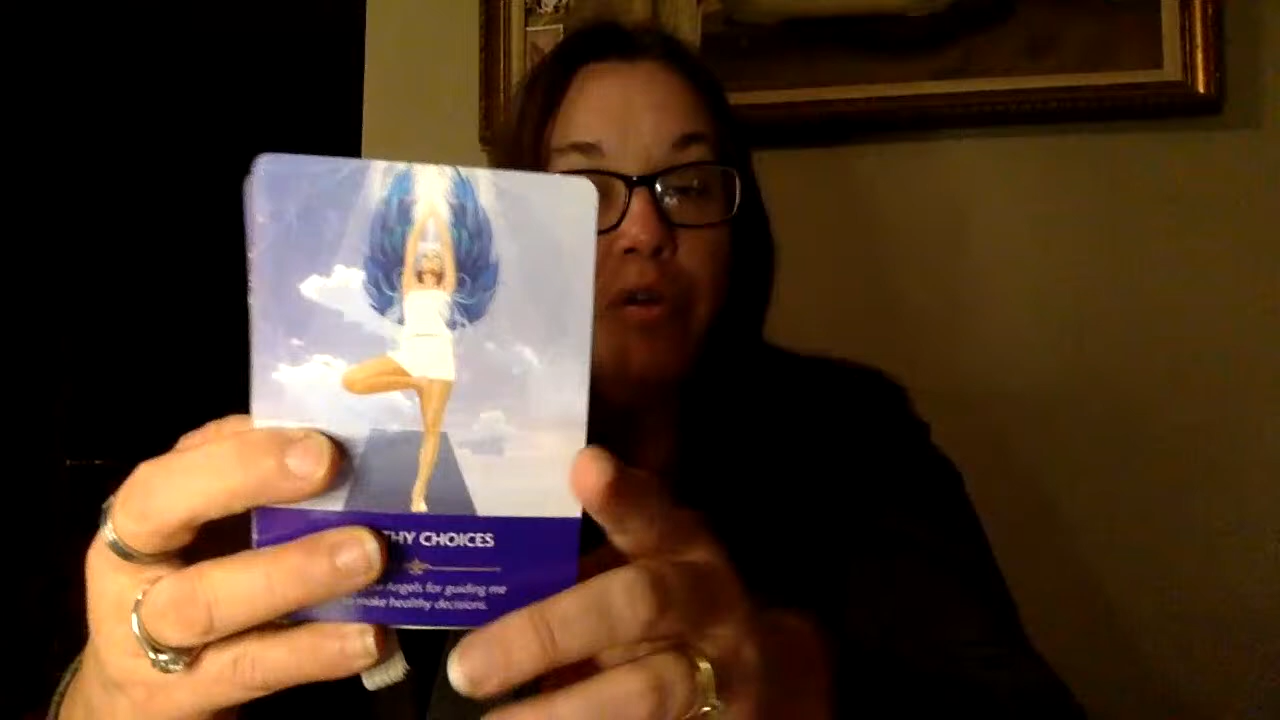 THY CHOICES
Angels for guiding me
make healthy decisions.